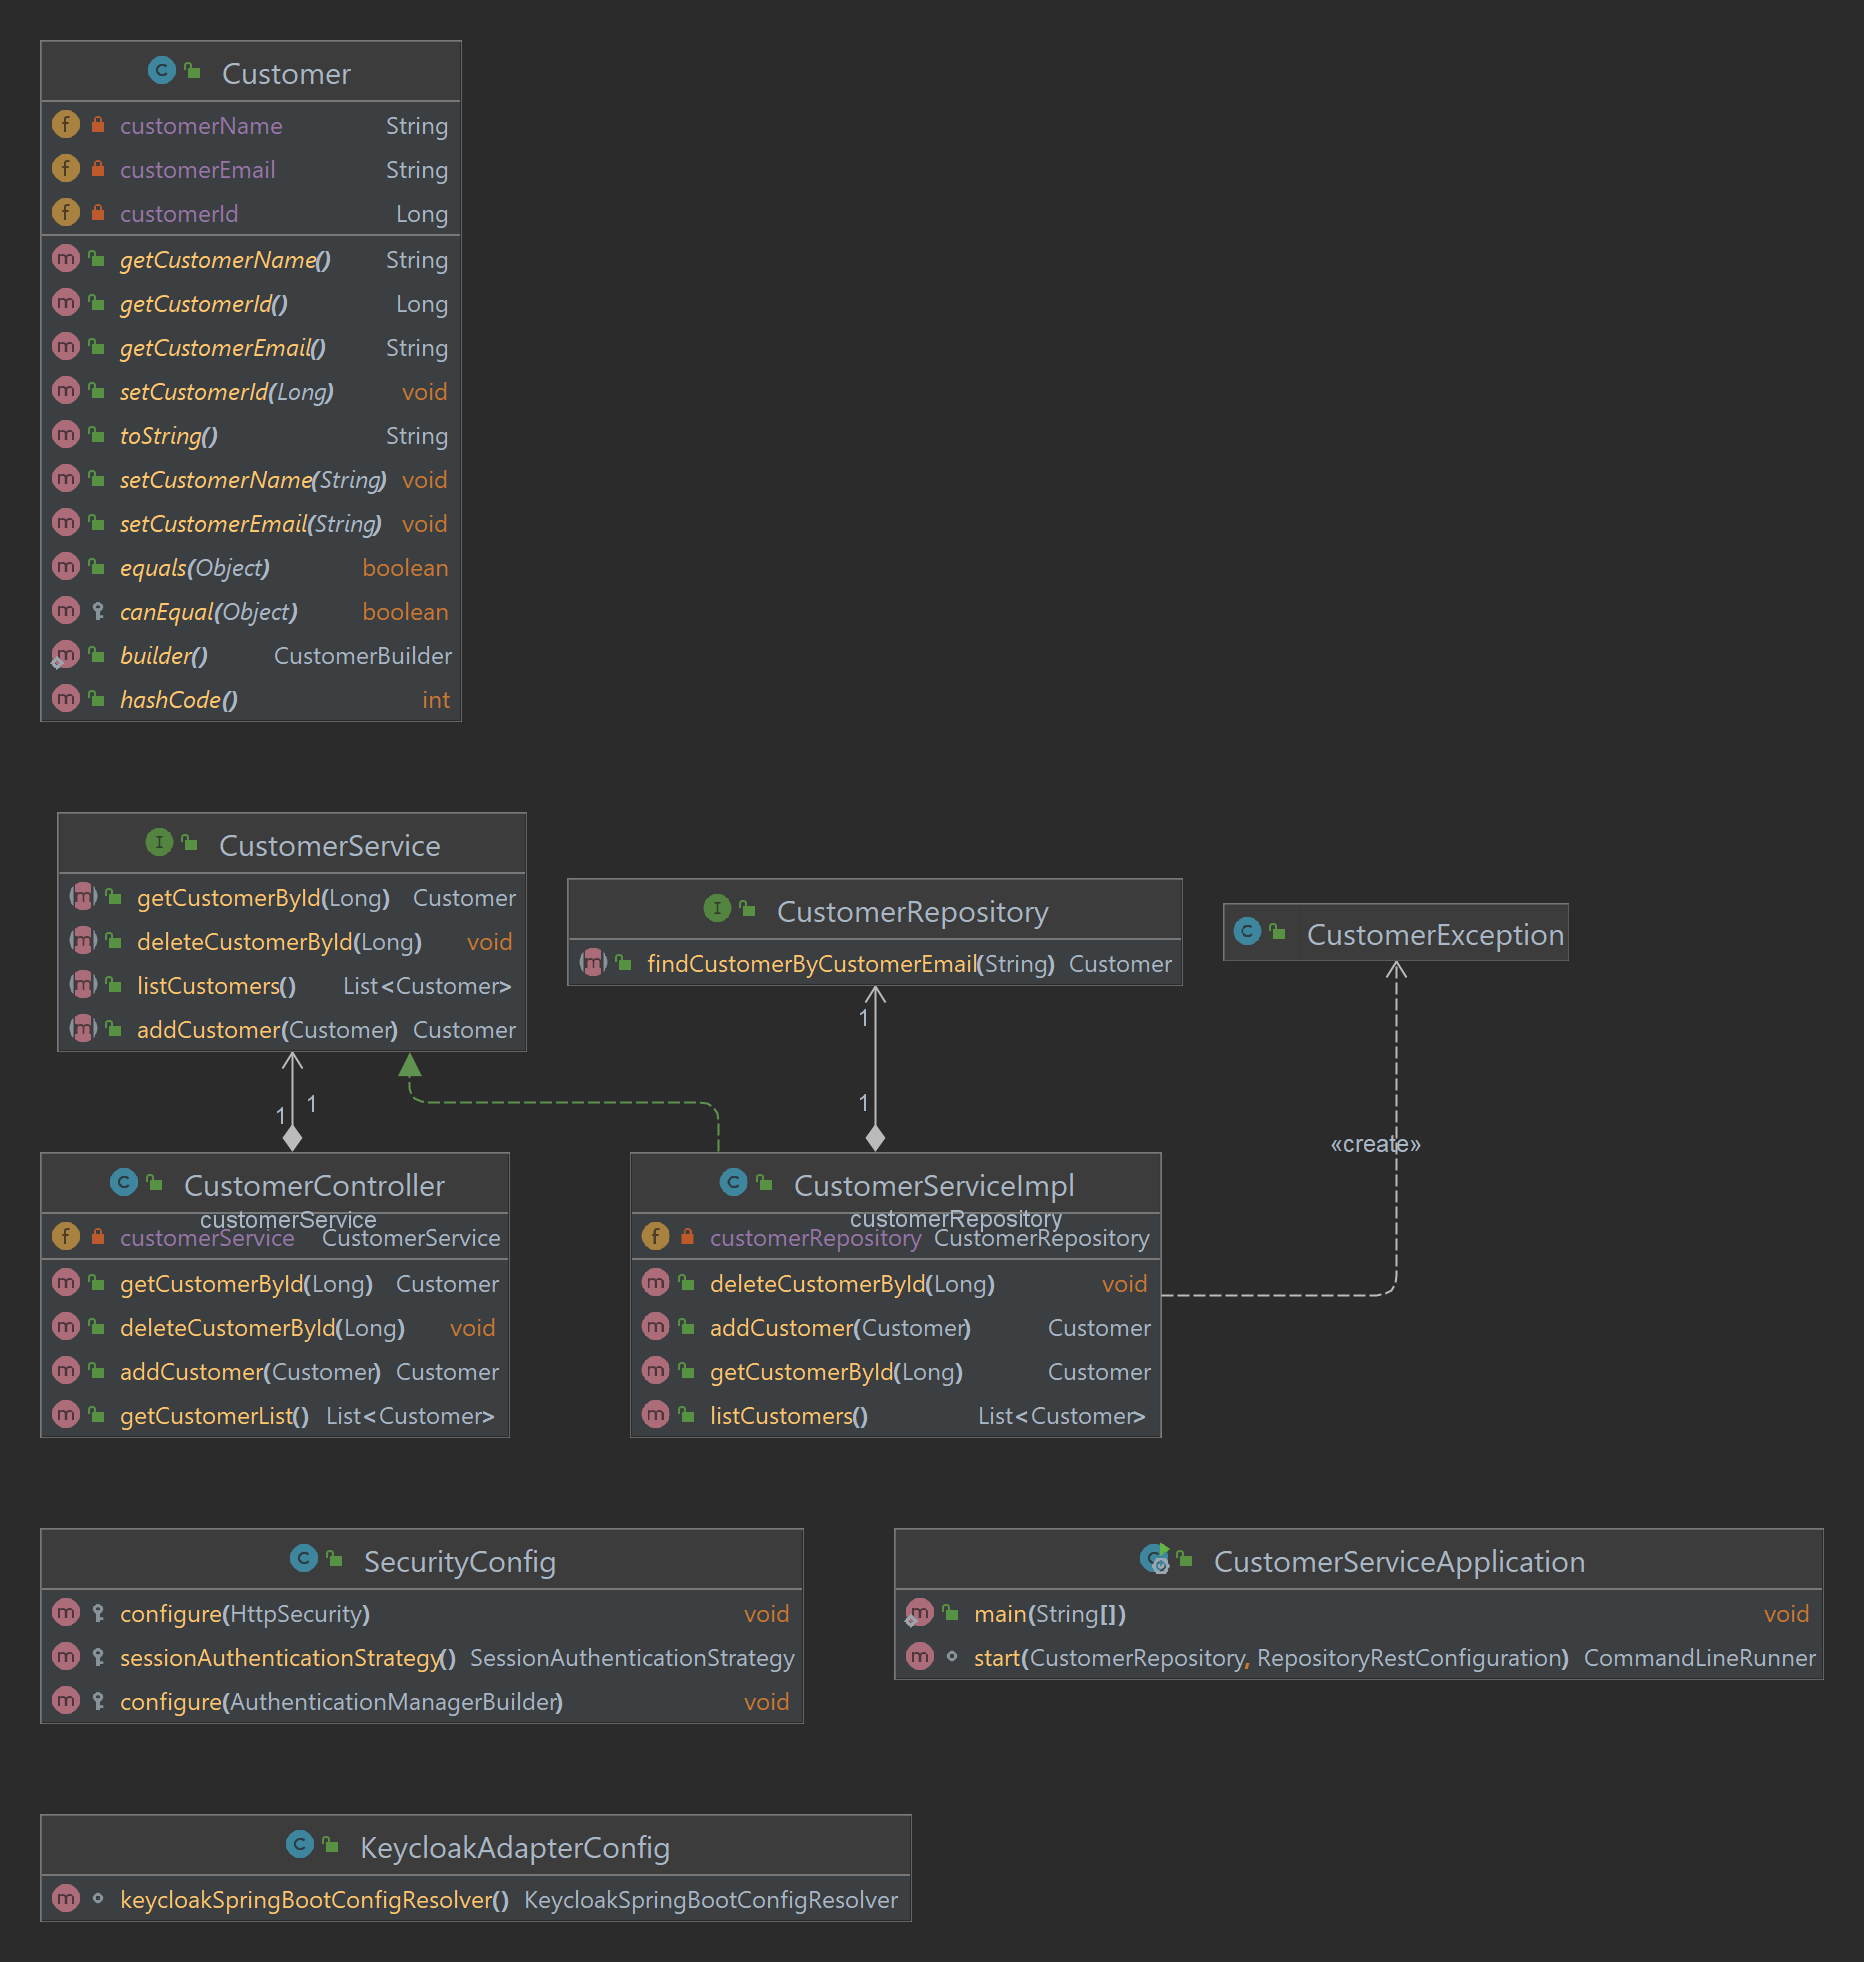 Customer
customerName String
customerEmail String
customerId Long
getCustomerName() String
getCustomerId() Long
getCustomerEmail() String
setCustomerId(Long) void
toString() String
setCustomerName(String) void
setCustomerEmail(String) void
equals(Object) boolean
canEqual(Object) boolean
builder() CustomerBuilder
hashCode() int
CustomerService
getCustomerById(Long) Customer
deleteCustomerById(Long) void
listCustomers() List<Customer>
addCustomer(Customer) Customer
CustomerRepository
findCustomerByCustomerEmail(String) Customer
CustomerException
1
1
1
1
«create»
CustomerController
customerService
customerService CustomerService
getCustomerById(Long) Customer
deleteCustomerById(Long) void
addCustomer(Customer) Customer
getCustomerList() List<Customer>
CustomerServiceImpl
customerRepository
customerRepository CustomerRepository
deleteCustomerById(Long) void
addCustomer(Customer) Customer
getCustomerById(Long) Customer
listCustomers() List<Customer>
SecurityConfig
configure(HttpSecurity) void
sessionAuthenticationStrategy() SessionAuthenticationStrategy
configure(AuthenticationManagerBuilder) void
CustomerServiceApplication
main(String[]) void
start(CustomerRepository, RepositoryRestConfiguration) CommandLineRunner
KeycloakAdapterConfig
keycloakSpringBootConfigResolver() KeycloakSpringBootConfigResolver